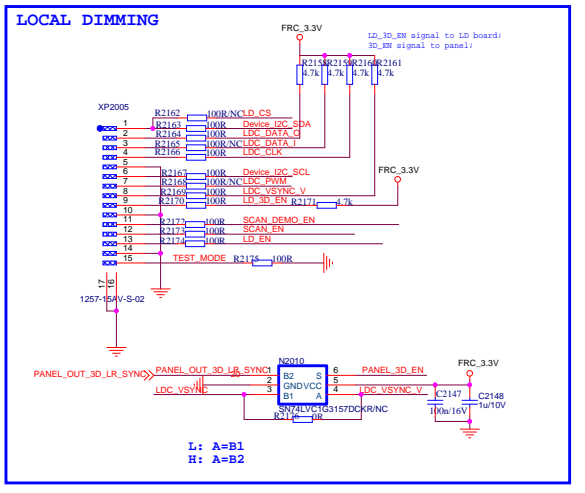 LOCAL DIMMING
FRC_3.3V
LD_3D_EN signal to LD board;
3D_EN signal to panel;
R2161
4.7k 4.7k 4.7k 4.7k
XP2005
R2162 100R/NC LD_CS
1 R2163 100R Device_I2C_SDA
2 R2164 100R LDC_DATA_O
3 R2165 100R/NC LDC_DATA_I
4 R2166 100R LDC_CLK
5
6 R2167 100R Device_I2C_SCL
7 R2168 100R/NC LDC_PWM
8 R2169 100R LDC_VSYNC_V
9 R2170 100R LD_3D_EN R2171 4.7k
FRC_3.3V
10
11 R2172 100R SCAN_DEMO_EN
12 R2173 100R SCAN_EN
13 R2174 100R LD_EN
14
15 TEST_MODE R2175 100R
17 16
1257-15AV-S-02
N2010
FRC_3.3V
PANEL_OUT_3D_LR_SYNC PANEL_OUT_3D_LR_SYNC 1 B2 S 6 PANEL_3D_EN
2 GND VCC 5
LDC_VSYNC 3 B1 A 4 LDC_VSYNC_V
SN74LVC1G3157DCKR/NC
R2176 0R
C2147
100n/16V
C2148
1u/10V
L: A=B1
H: A=B2